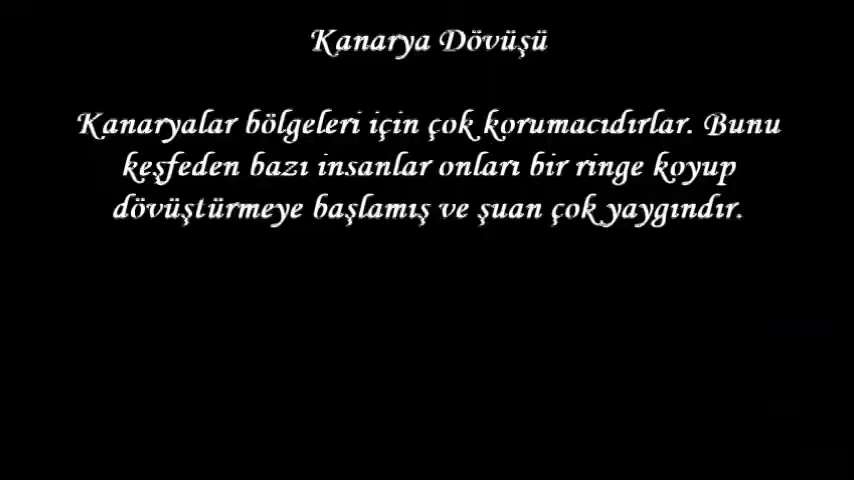 Kanarya Dövüşü
Kanaryalar bölgeleri için çok korumacıdırlar. Bunu
keşfeden bazı insanlar onları bir ringe koyup
dövüştürmeye başlamış ve şuan çok yaygındır.